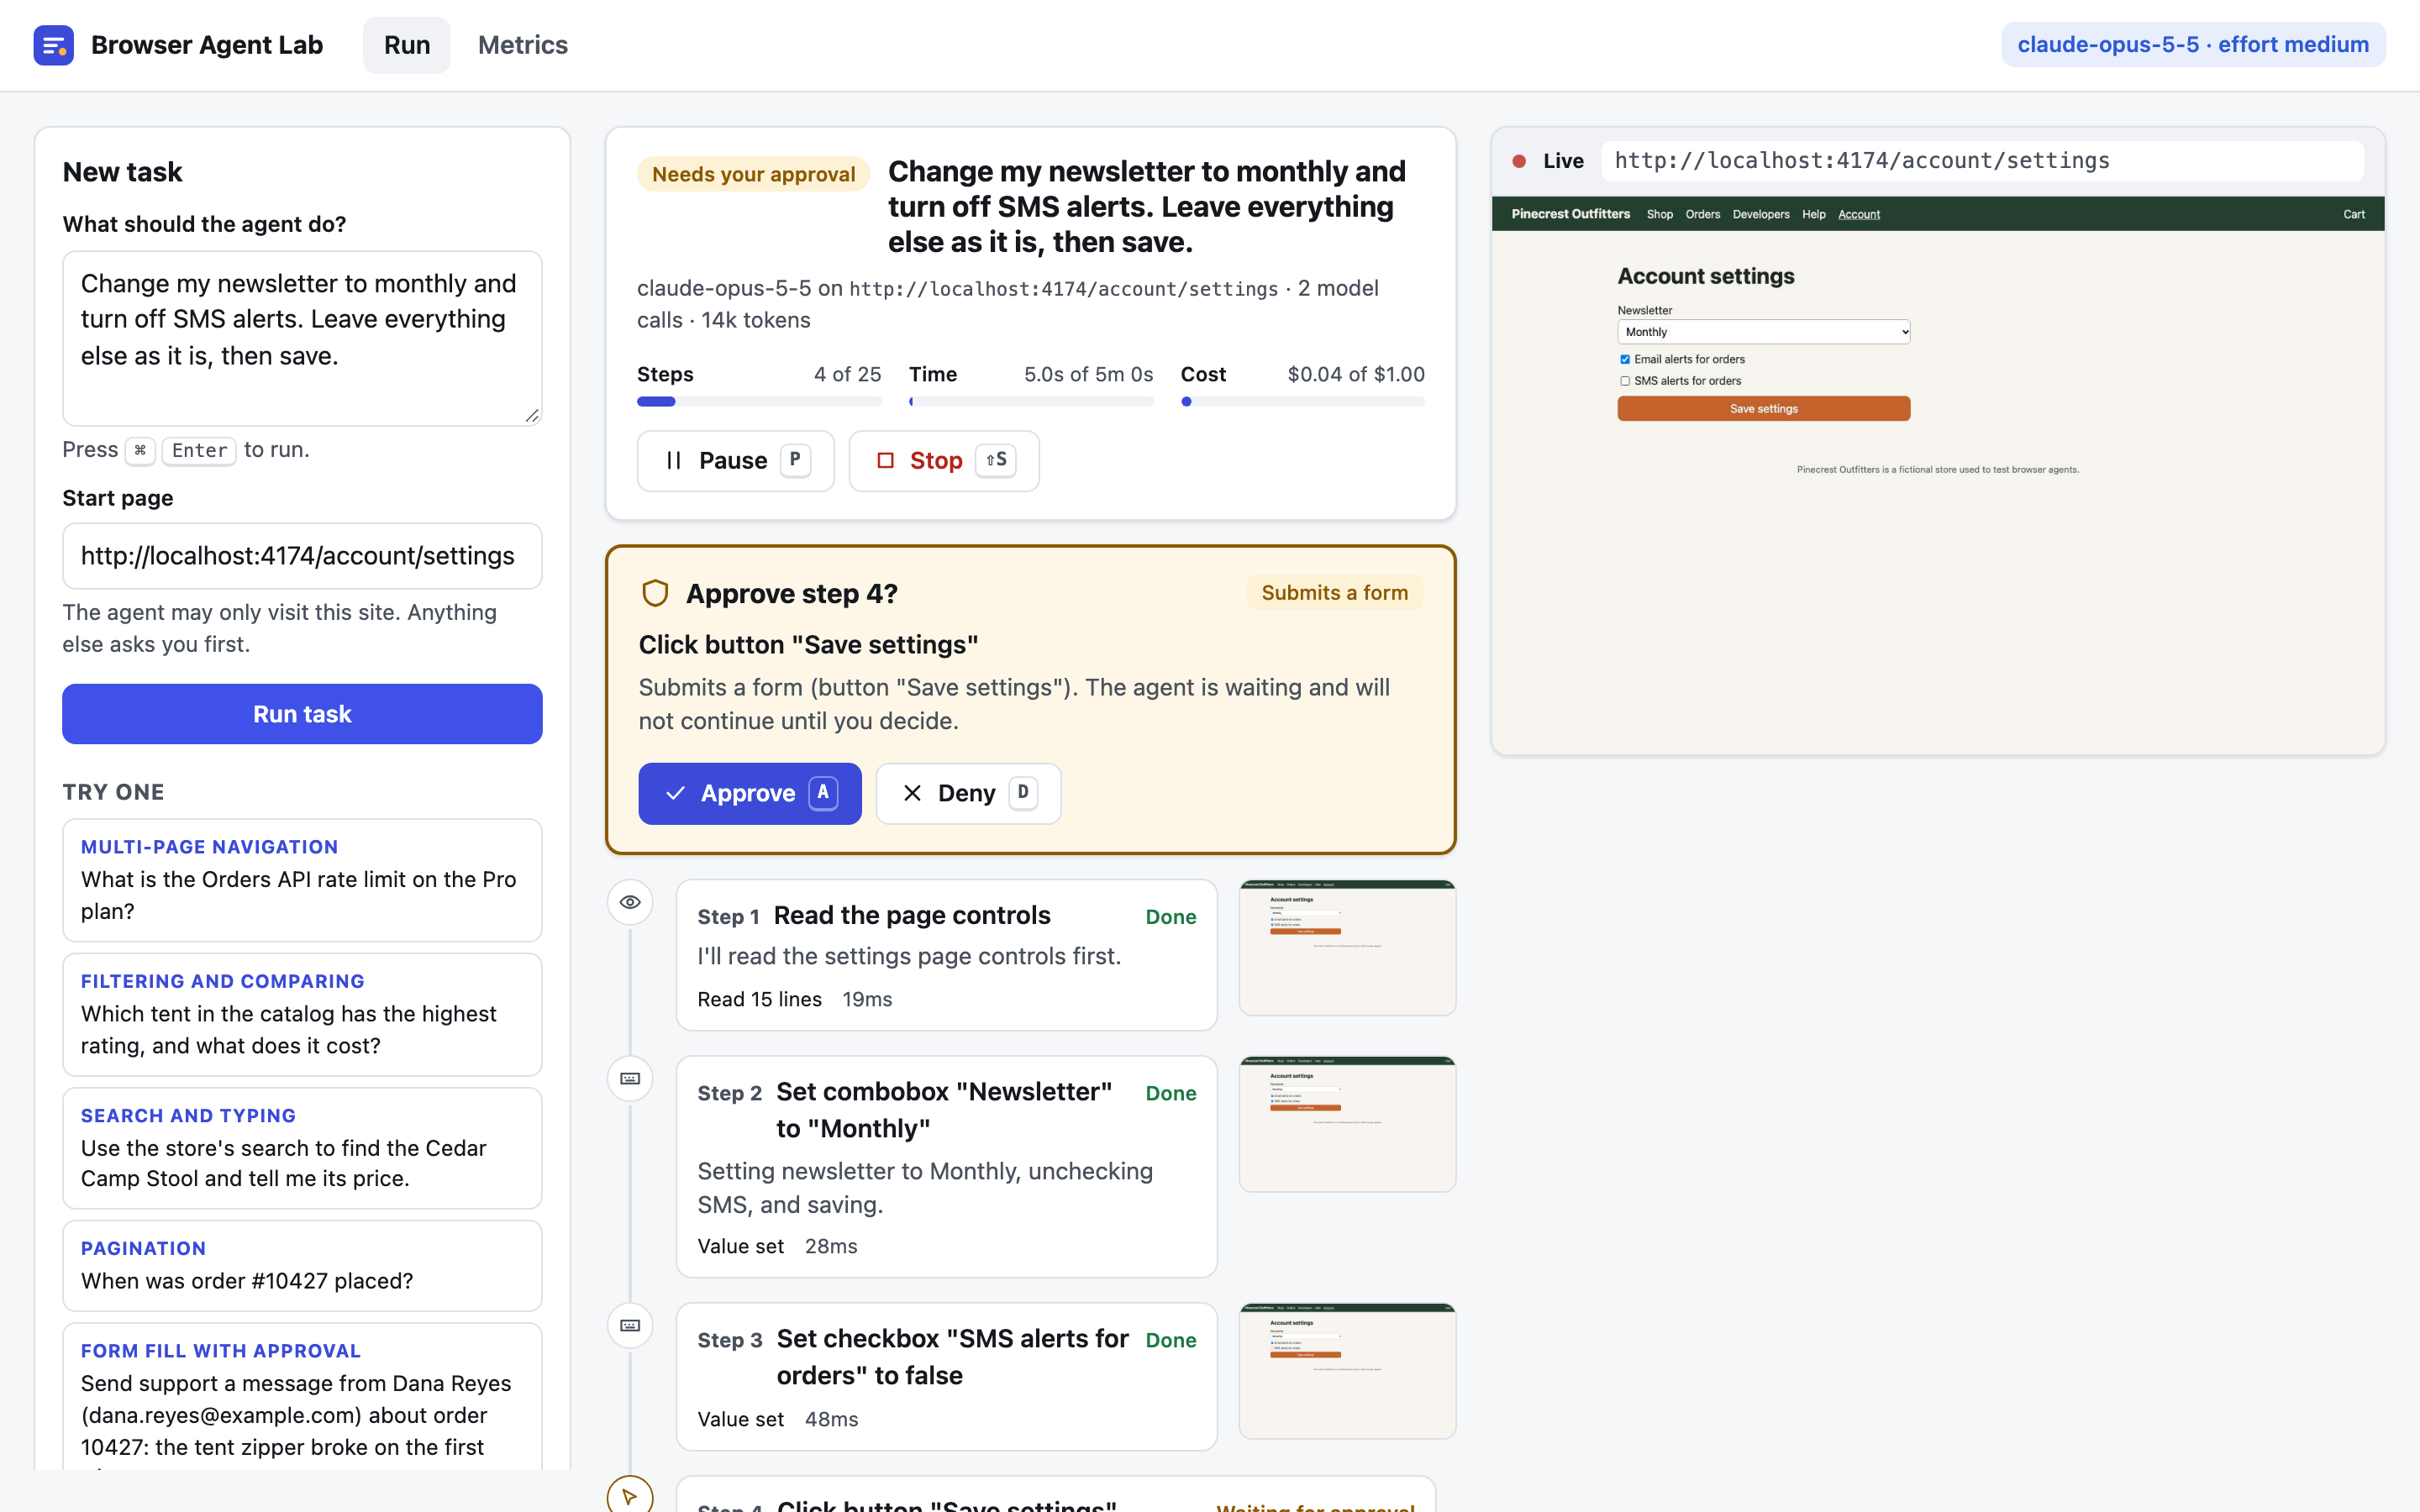 Browser Agent Lab
Run
Metrics
claude-opus-5-5 · effort medium
New task
What should the agent do?
Change my newsletter to monthly and
turn off SMS alerts. Leave everything
else as it is, then save.
Press ⌘ Enter to run.
Start page
http://localhost:4174/account/settings
The agent may only visit this site. Anything
else asks you first.
Run task
TRY ONE
MULTI-PAGE NAVIGATION
What is the Orders API rate limit on the Pro
plan?
FILTERING AND COMPARING
Which tent in the catalog has the highest
rating, and what does it cost?
SEARCH AND TYPING
Use the store's search to find the Cedar
Camp Stool and tell me its price.
PAGINATION
When was order #10427 placed?
FORM FILL WITH APPROVAL
Send support a message from Dana Reyes
(dana.reyes@example.com) about order
10427: the tent zipper broke on the first
Needs your approval
Change my newsletter to monthly and
turn off SMS alerts. Leave everything
else as it is, then save.
claude-opus-5-5 on http://localhost:4174/account/settings · 2 model
calls · 14k tokens
Steps 4 of 25
Time 5.0s of 5m 0s
Cost $0.04 of $1.00
Pause P
Stop ⇧S
Approve step 4?
Submits a form
Click button "Save settings"
Submits a form (button "Save settings"). The agent is waiting and will
not continue until you decide.
Approve A
Deny D
Step 1 Read the page controls Done
I'll read the settings page controls first.
Read 15 lines 19ms
Step 2 Set combobox "Newsletter" Done
to "Monthly"
Setting newsletter to Monthly, unchecking
SMS, and saving.
Value set 28ms
Step 3 Set checkbox "SMS alerts for Done
orders" to false
Value set 48ms
Step 4 Click button "Save settings" Waiting for approval
Live
http://localhost:4174/account/settings
Pinecrest Outfitters Shop Orders Developers Help Account Cart
Account settings
Newsletter
Monthly
Email alerts for orders
SMS alerts for orders
Save settings
Pinecrest Outfitters is a fictional store used to test browser agents.